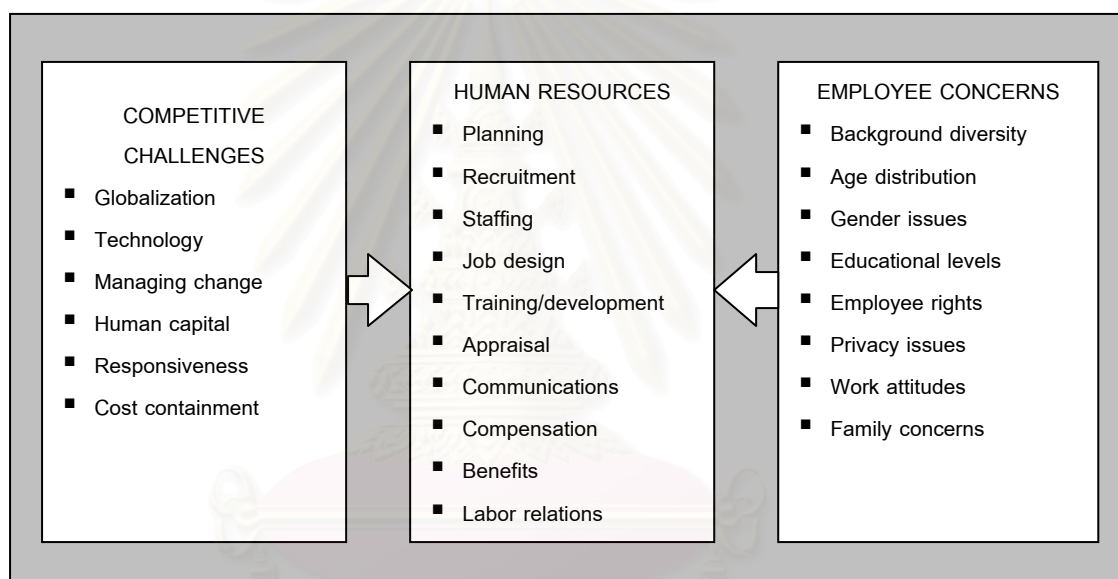 COMPETITIVE
CHALLENGES
▪ Globalization
▪ Technology
▪ Managing change
▪ Human capital
▪ Responsiveness
▪ Cost containment
HUMAN RESOURCES
▪ Planning
▪ Recruitment
▪ Staffing
▪ Job design
▪ Training/development
▪ Appraisal
▪ Communications
▪ Compensation
▪ Benefits
▪ Labor relations
EMPLOYEE CONCERNS
▪ Background diversity
▪ Age distribution
▪ Gender issues
▪ Educational levels
▪ Employee rights
▪ Privacy issues
▪ Work attitudes
▪ Family concerns